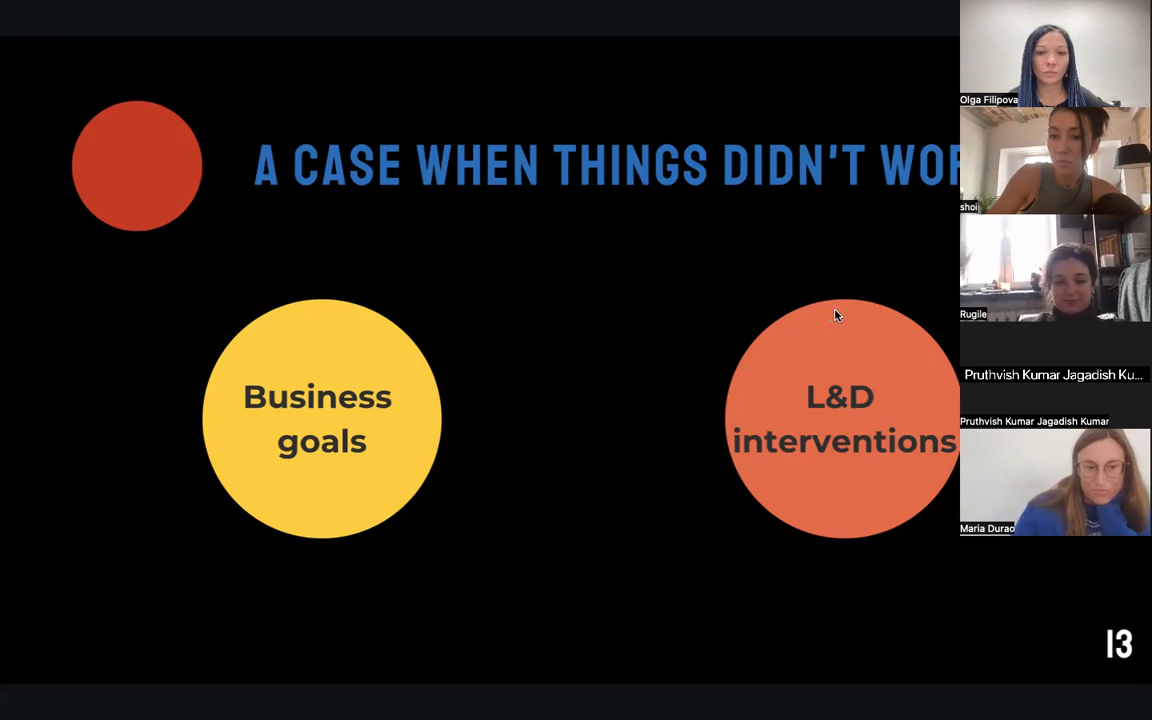 A CASE WHEN THINGS DIDN'T WOR
Business
goals
L&D
interventions
13
Olga Filipova
shoi
Rugile
Pruthvish Kumar Jagadish Ku...
Pruthvish Kumar Jagadish Kumar
Maria Durao